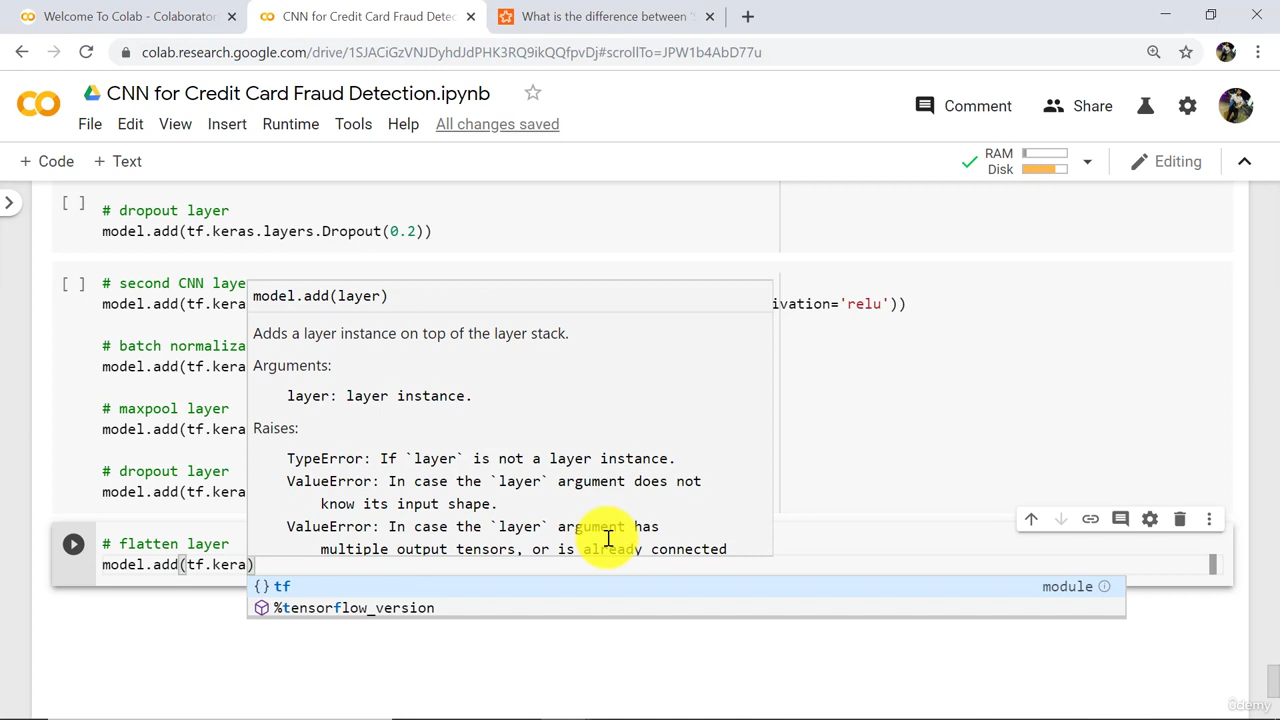 Welcome To Colab - Colaborato
CNN for Credit Card Fraud Detec
What is the difference between '
colab.research.google.com/drive/1SJACiGzVNJDyhdJdPHK3RQ9ikQQfpvDj#scrollTo=JPW1b4AbD77u
CNN for Credit Card Fraud Detection.ipynb
Comment
Share
File Edit View Insert Runtime Tools Help All changes saved
+ Code + Text
RAM
Disk
Editing
[ ]
# dropout layer
model.add(tf.keras.layers.Dropout(0.2))
[ ]
# second CNN laye
model.add(tf.kera
ivation='relu'))
# batch normaliza
model.add(tf.kera
# maxpool layer
model.add(tf.kera
# dropout layer
model.add(tf.kera
model.add(layer)
Adds a layer instance on top of the layer stack.
Arguments:
layer: layer instance.
Raises:
TypeError: If `layer` is not a layer instance.
ValueError: In case the `layer` argument does not
know its input shape.
ValueError: In case the `layer` argument has
multiple output tensors, or is already connected
# flatten layer
model.add(tf.kera)
{} tf module
%tensorflow_version
ûdemy